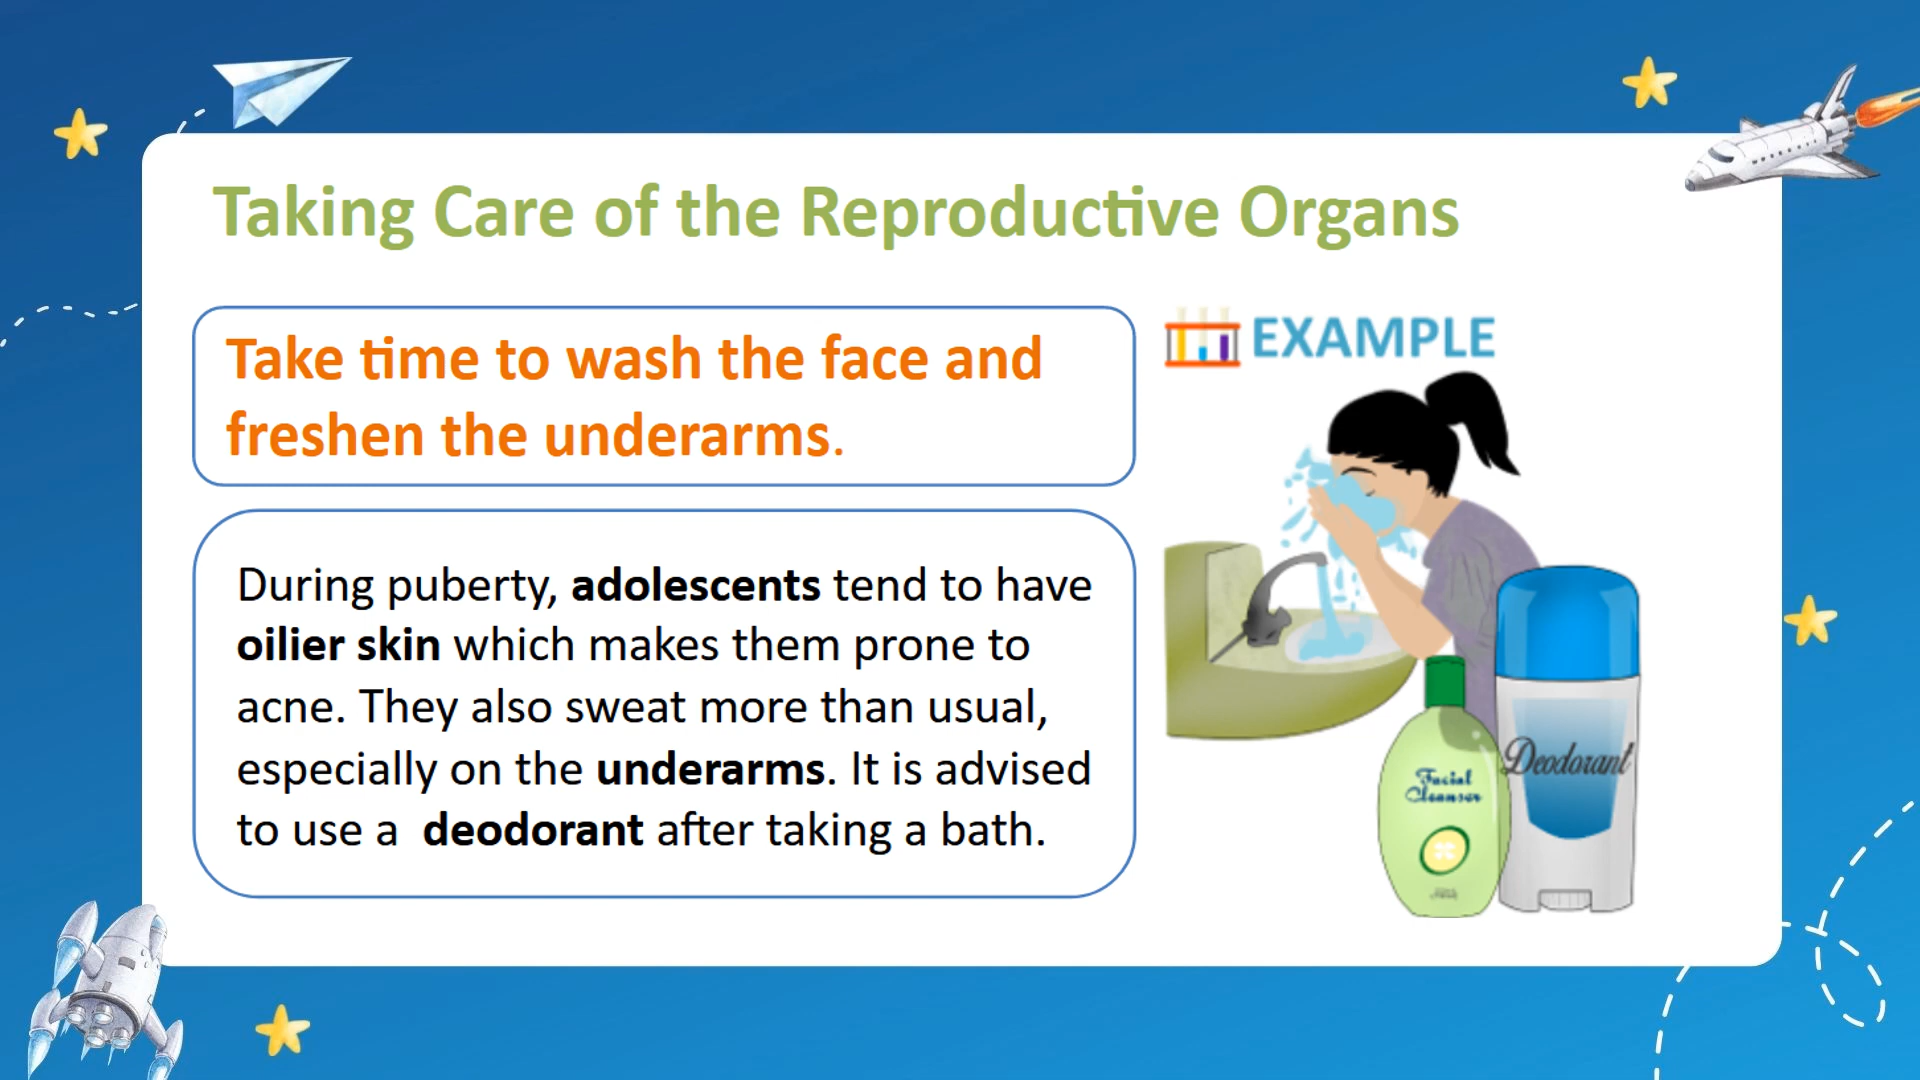 Taking Care of the Reproductive Organs
Take time to wash the face and
freshen the underarms.
During puberty, adolescents tend to have
oilier skin which makes them prone to
acne. They also sweat more than usual,
especially on the underarms. It is advised
to use a  deodorant after taking a bath.
EXAMPLE
Facial
Cleanser
Deodorant